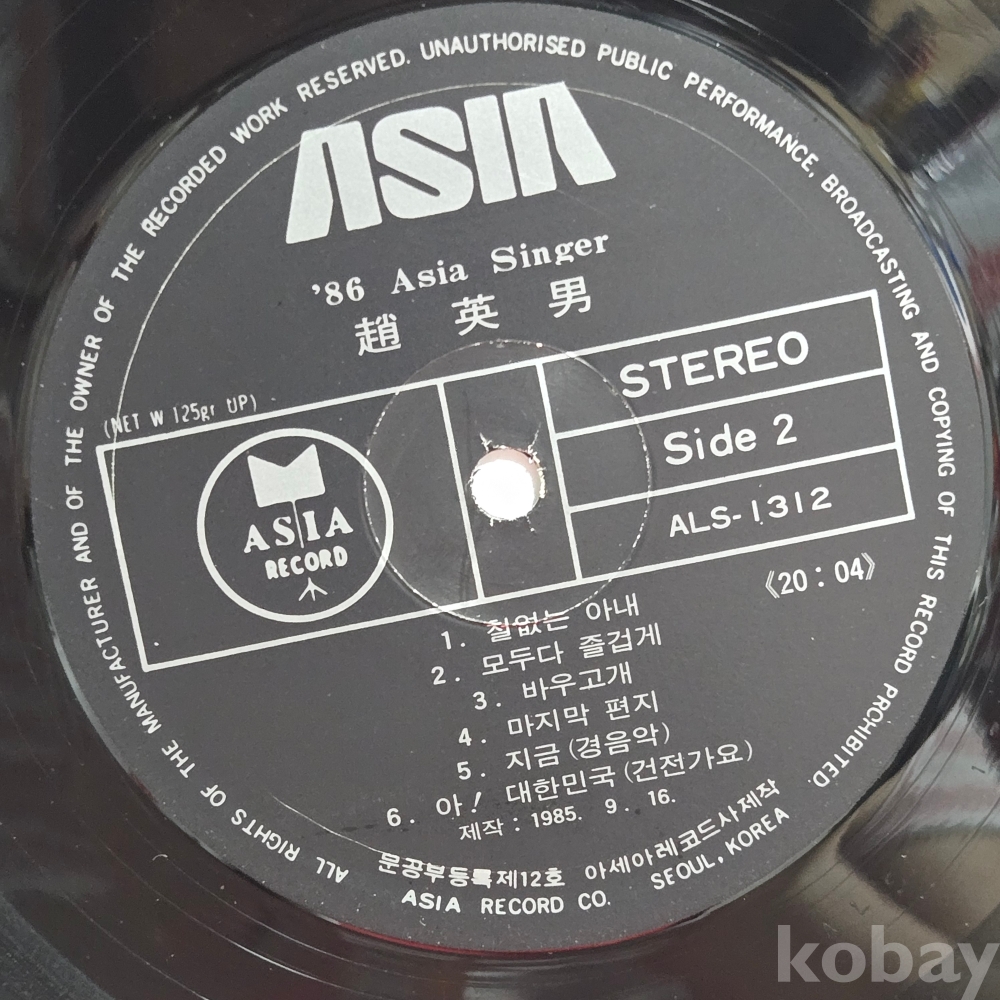 ALL RIGHTS OF THE MANUFACTURER AND OF THE OWNER OF THE RECORDED WORK RESERVED. UNAUTHORISED PUBLIC PERFORMANCE, BROADCASTING AND COPYING OF THIS RECORD PROHIBITED.
ASIA
'86 Asia Singer
趙英男
(NET W 125gr UP)
ASIA
RECORD
STEREO
Side 2
ALS-1312
《20 : 04》
1. 철없는 아내
2. 모두다 즐겁게
3. 바우고개
4. 마지막 편지
5. 지금 (경음악)
6. 아! 대한민국 (건전가요)
제작 : 1985. 9. 16.
문공부등록제12호 아세아레코드사제작
ASIA RECORD CO. SEOUL, KOREA
kobay